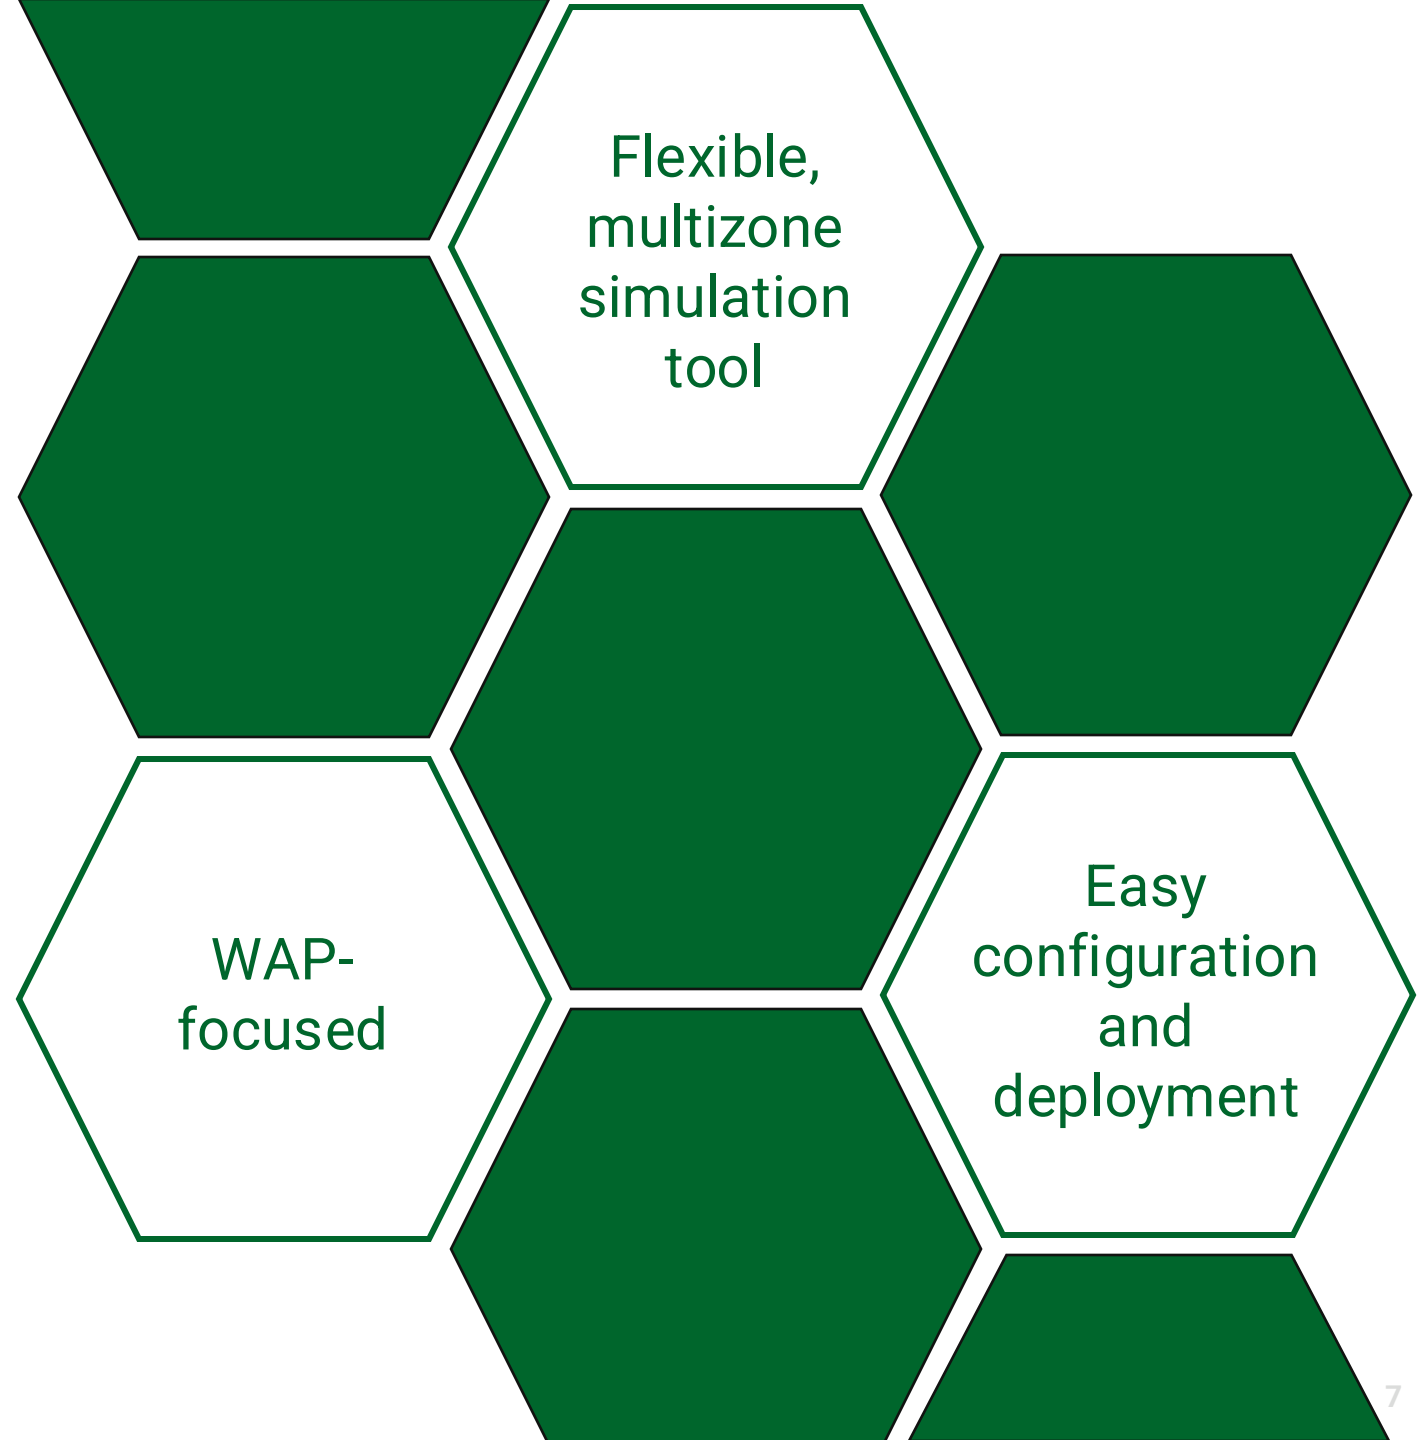 Flexible,
multizone
simulation
tool
WAP-
focused
Easy
configuration
and
deployment
7